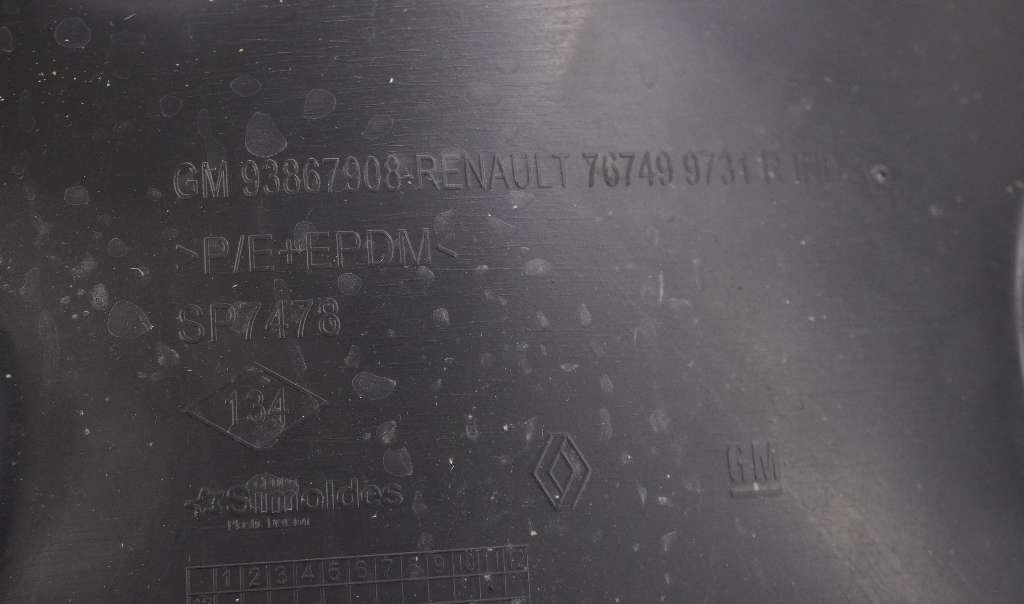 GM 93867908-RENAULT 76749 9731 R
>P/E+EPDM<
SP7478
134
Simoldes
GM
1 2 3 4 5 6 7 8 9 10 11 12